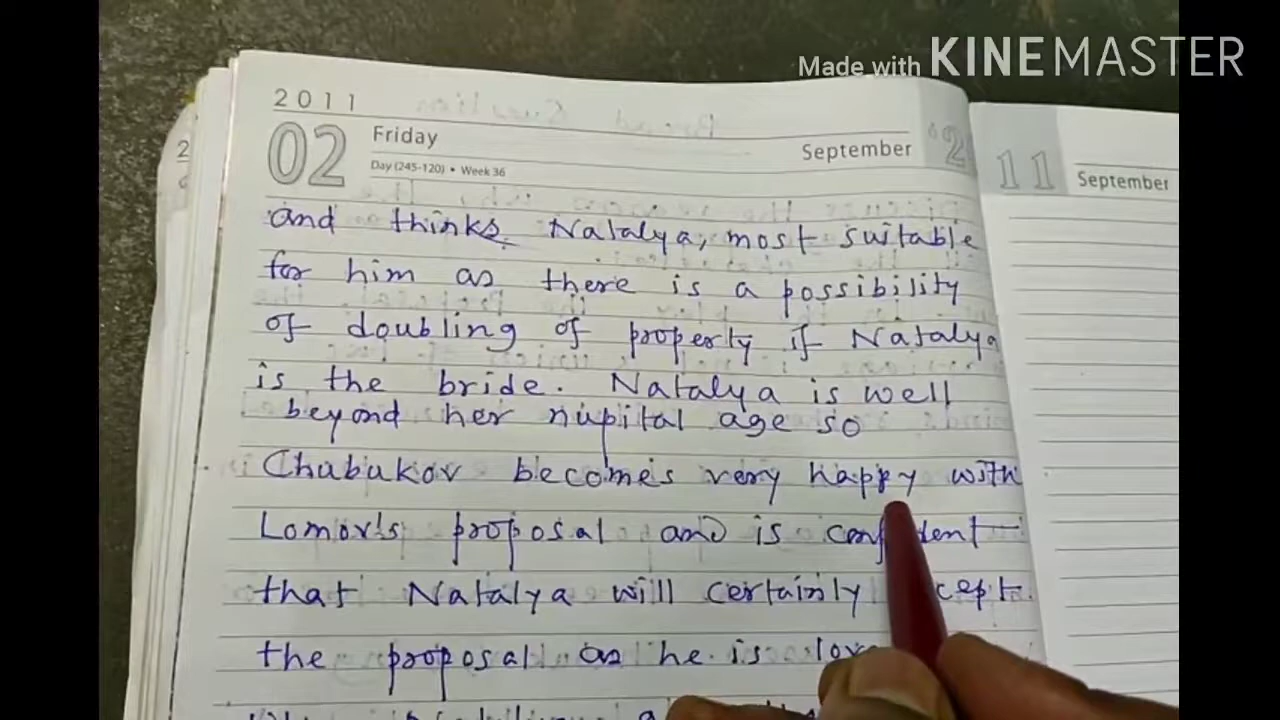 Made with KINEMASTER
2011
02 Friday
Day (245-120) • Week 36
September
2
11 September
and thinks Natalya, most suitable
for him as there is a possibility
of doubling of property if Natalya
is the bride. Natalya is well
beyond her nupital age so
Chubukov becomes very happy with
Lomov's proposal and is
that Natalya will certainly
the proposal as he is